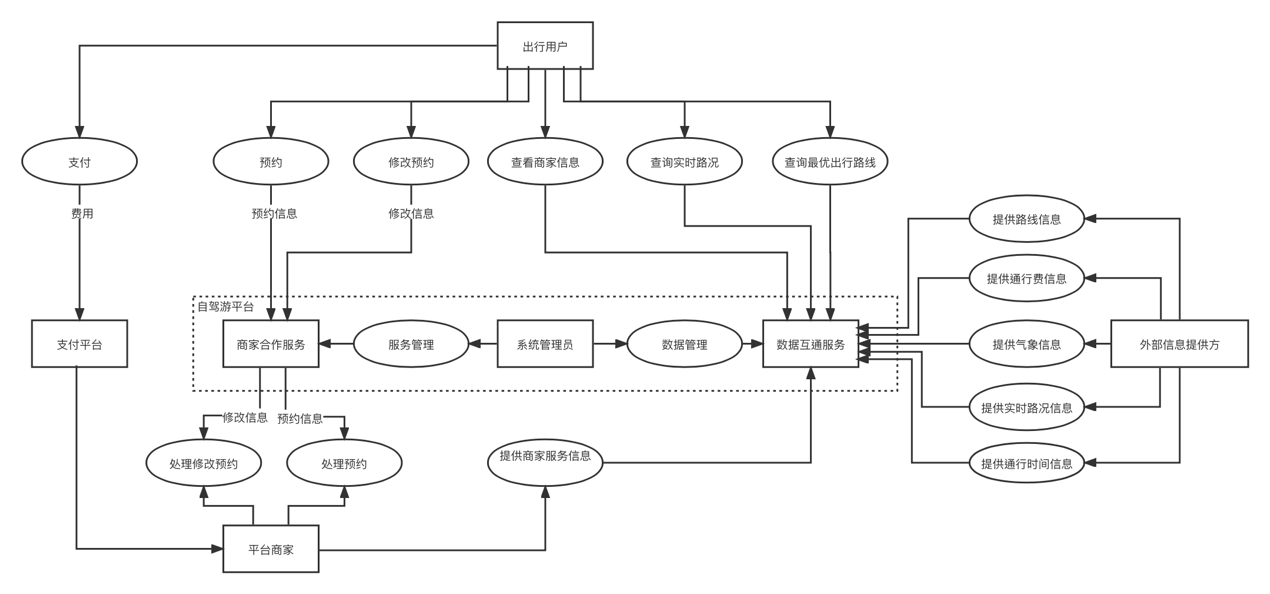 出行用户
支付
预约
修改预约
查看商家信息
查询实时路况
查询最优出行路线
费用
预约信息
修改信息
提供路线信息
提供通行费信息
自驾游平台
支付平台
商家合作服务
服务管理
系统管理员
数据管理
数据互通服务
提供气象信息
外部信息提供方
提供实时路况信息
修改信息
预约信息
处理修改预约
处理预约
提供商家服务信息
提供通行时间信息
平台商家